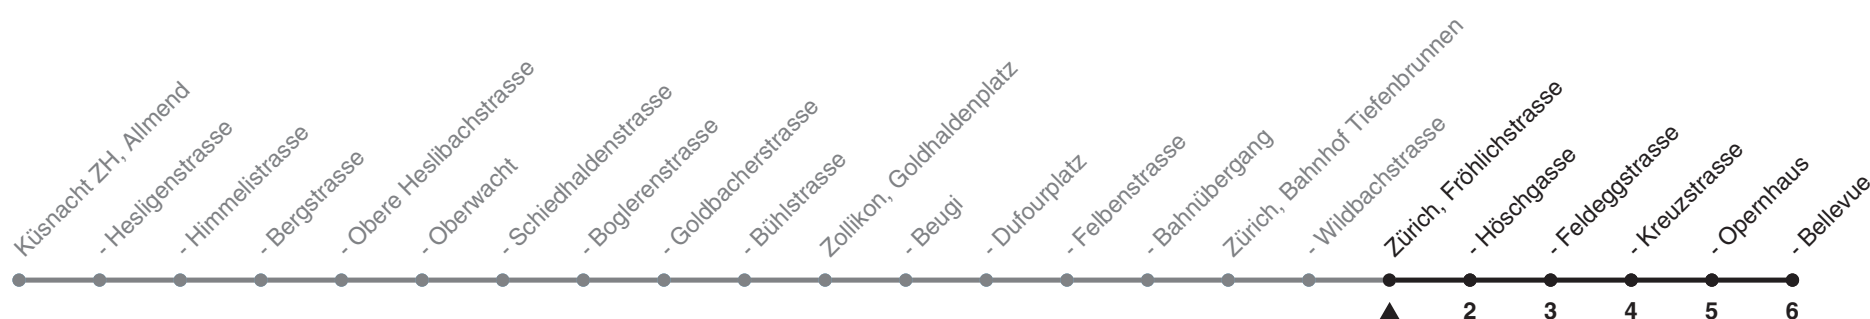 Küsnacht ZH, Allmend
- Hesligenstrasse
- Himmelistrasse
- Bergstrasse
- Obere Heslibachstrasse
- Oberwacht
- Schiedhaldenstrasse
- Boglerenstrasse
- Goldbacherstrasse
- Bühlstrasse
Zollikon, Goldhaldenplatz
- Beugi
- Dufourplatz
- Felbenstrasse
- Bahnübergang
Zürich, Bahnhof Tiefenbrunnen
- Wildbachstrasse
Zürich, Fröhlichstrasse
- Höschgasse
- Feldeggstrasse
- Kreuzstrasse
- Opernhaus
- Bellevue
2 3 4 5 6